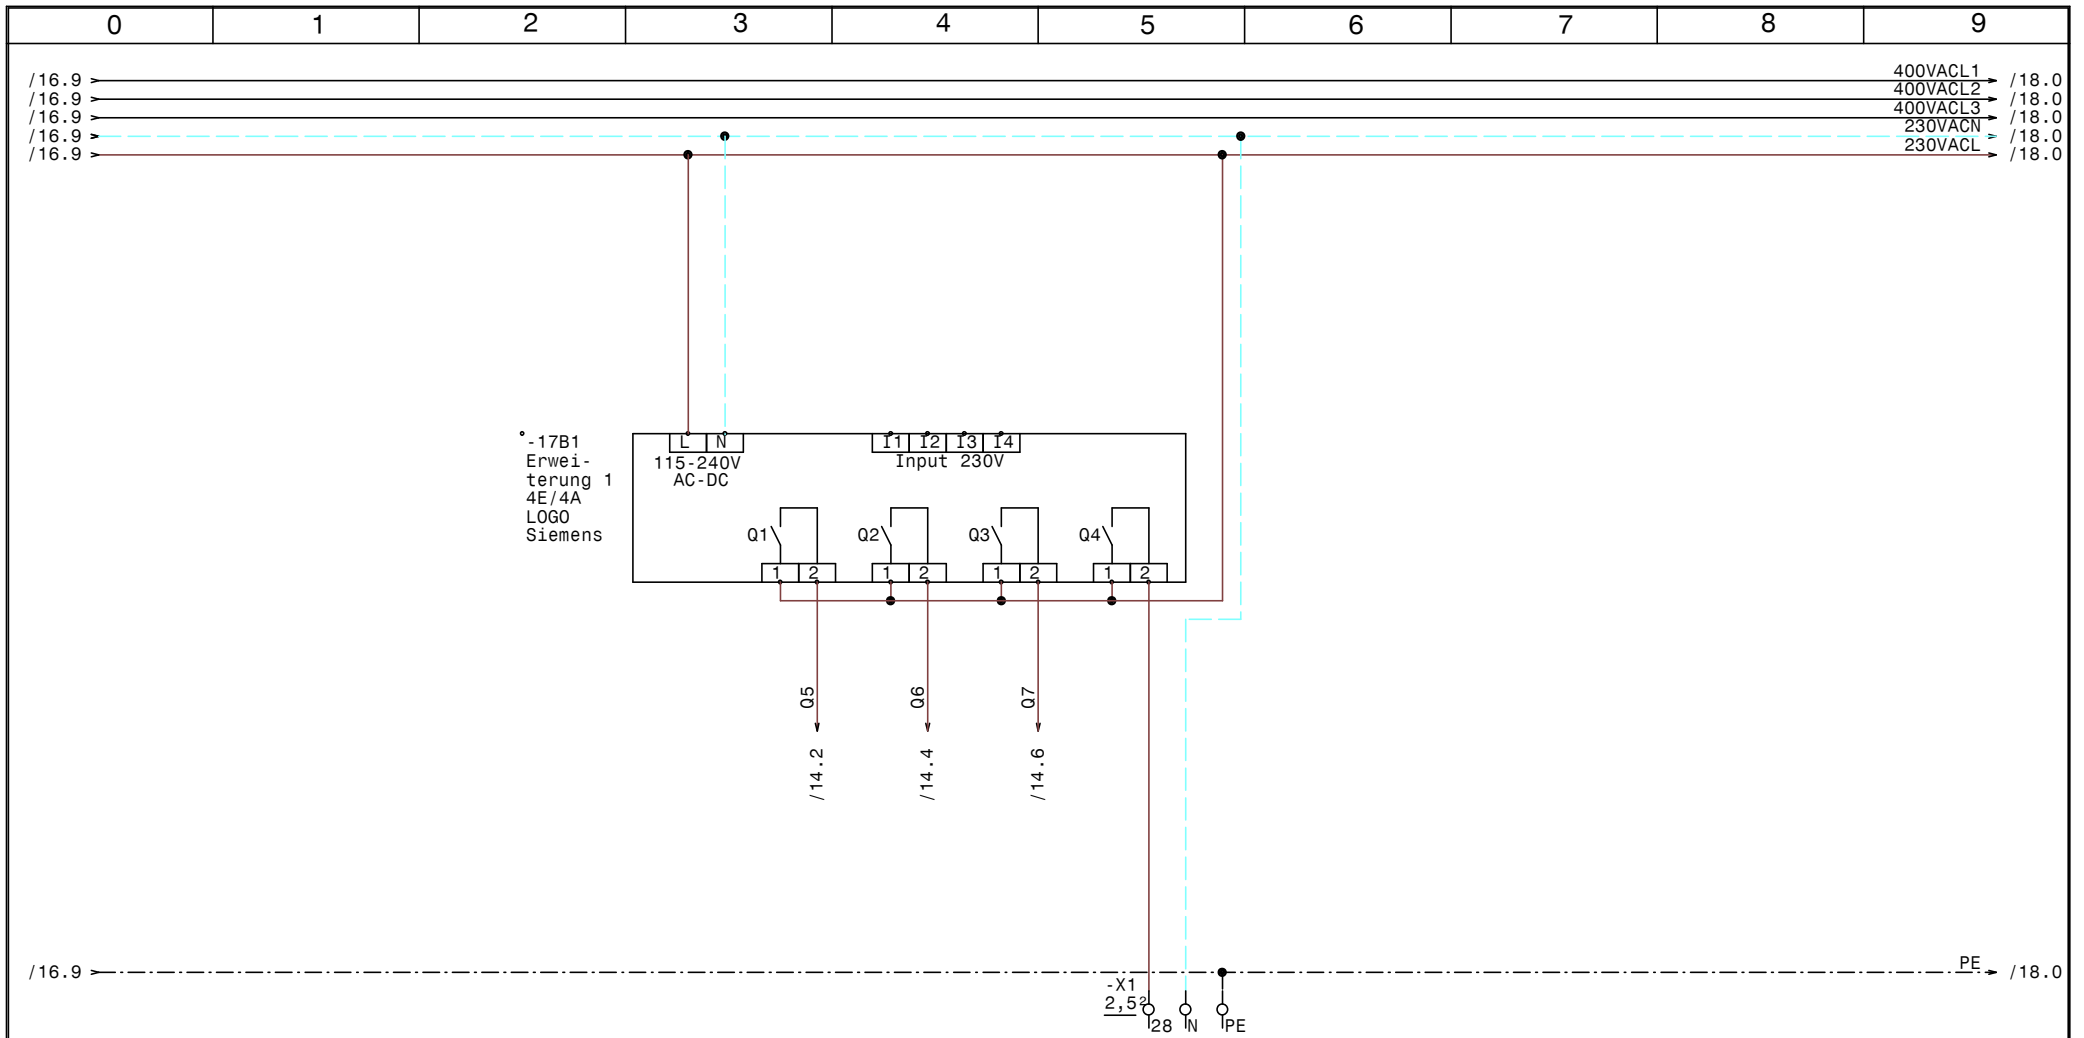 0 1 2 3 4 5 6 7 8 9
/16.9 400VACL1 /18.0
/16.9 400VACL2 /18.0
/16.9 400VACL3 /18.0
/16.9 230VACN /18.0
/16.9 230VACL /18.0
-17B1
Erwei-
terung 1
4E/4A
LOGO
Siemens
L N
115-240V
AC-DC
I1 I2 I3 I4
Input 230V
Q1 Q2 Q3 Q4
1 2 1 2 1 2 1 2
Q5 Q6 Q7
/14.2 /14.4 /14.6
/16.9 PE /18.0
-X1
2,5²
28 N PE